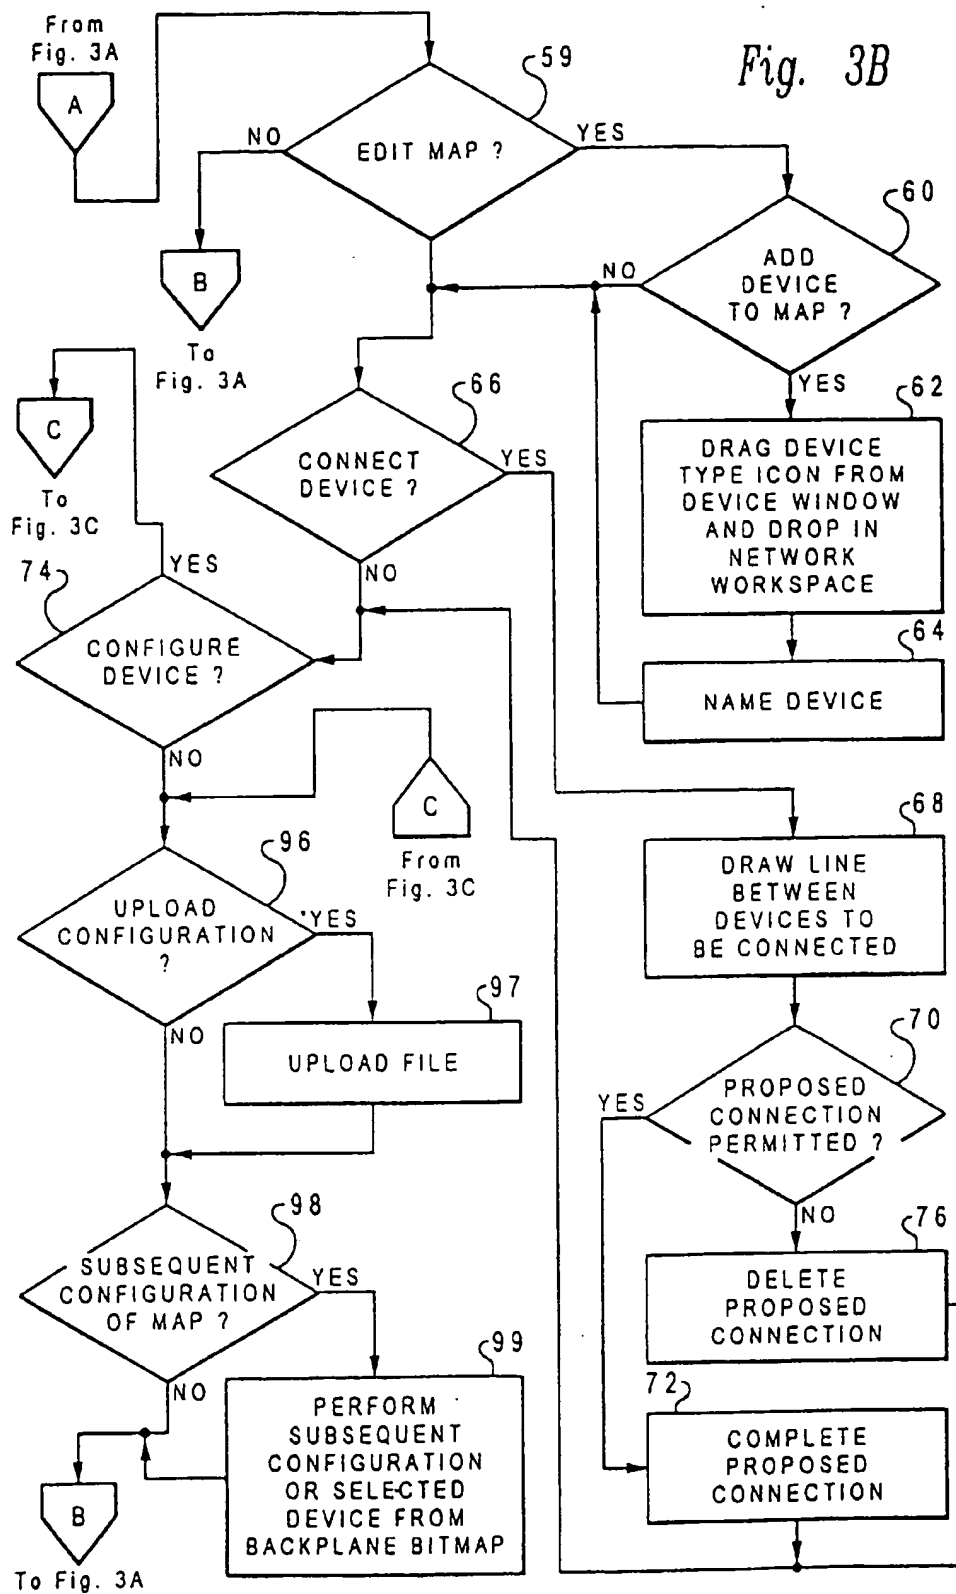 From
Fig. 3A
A
Fig. 3B
59
EDIT MAP ?
NO
YES
B
To
Fig. 3A
60
ADD
DEVICE
TO MAP ?
NO
YES
C
To
Fig. 3C
66
CONNECT
DEVICE ?
YES
NO
62
DRAG DEVICE
TYPE ICON FROM
DEVICE WINDOW
AND DROP IN
NETWORK
WORKSPACE
64
NAME DEVICE
74
YES
CONFIGURE
DEVICE ?
NO
C
From
Fig. 3C
68
DRAW LINE
BETWEEN
DEVICES TO
BE CONNECTED
96
UPLOAD
CONFIGURATION
?
YES
NO
97
UPLOAD FILE
70
PROPOSED
CONNECTION
PERMITTED ?
YES
NO
76
DELETE
PROPOSED
CONNECTION
72
COMPLETE
PROPOSED
CONNECTION
98
SUBSEQUENT
CONFIGURATION
OF MAP ?
YES
NO
99
PERFORM
SUBSEQUENT
CONFIGURATION
OR SELECTED
DEVICE FROM
BACKPLANE BITMAP
B
To Fig. 3A